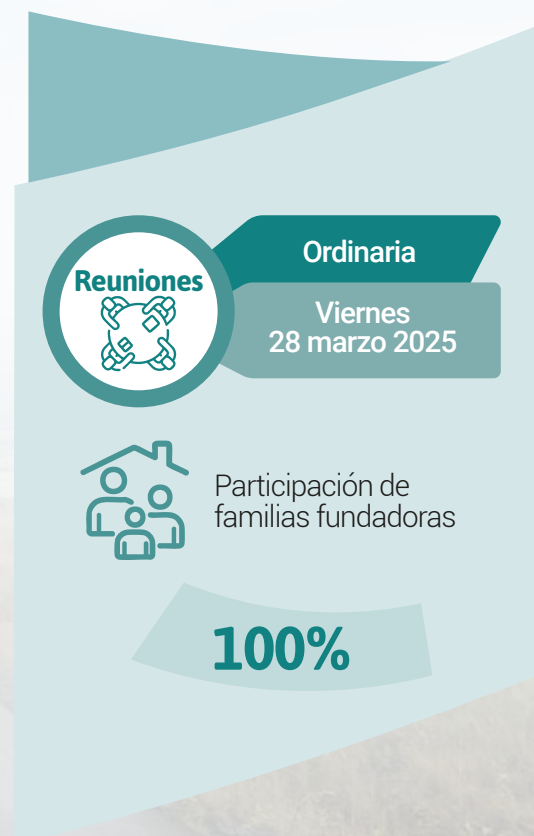 Reuniones
Ordinaria
Viernes
28 marzo 2025
Participación de
familias fundadoras
100%